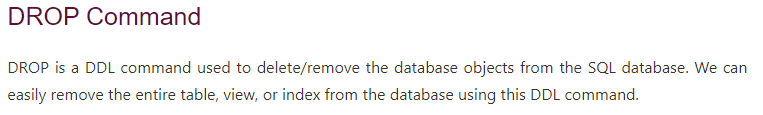 DROP Command
DROP is a DDL command used to delete/remove the database objects from the SQL database. We can
easily remove the entire table, view, or index from the database using this DDL command.